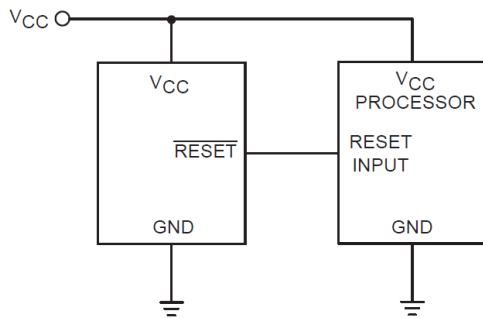 VCC
VCC
RESET
GND
VCC
PROCESSOR
RESET
INPUT
GND